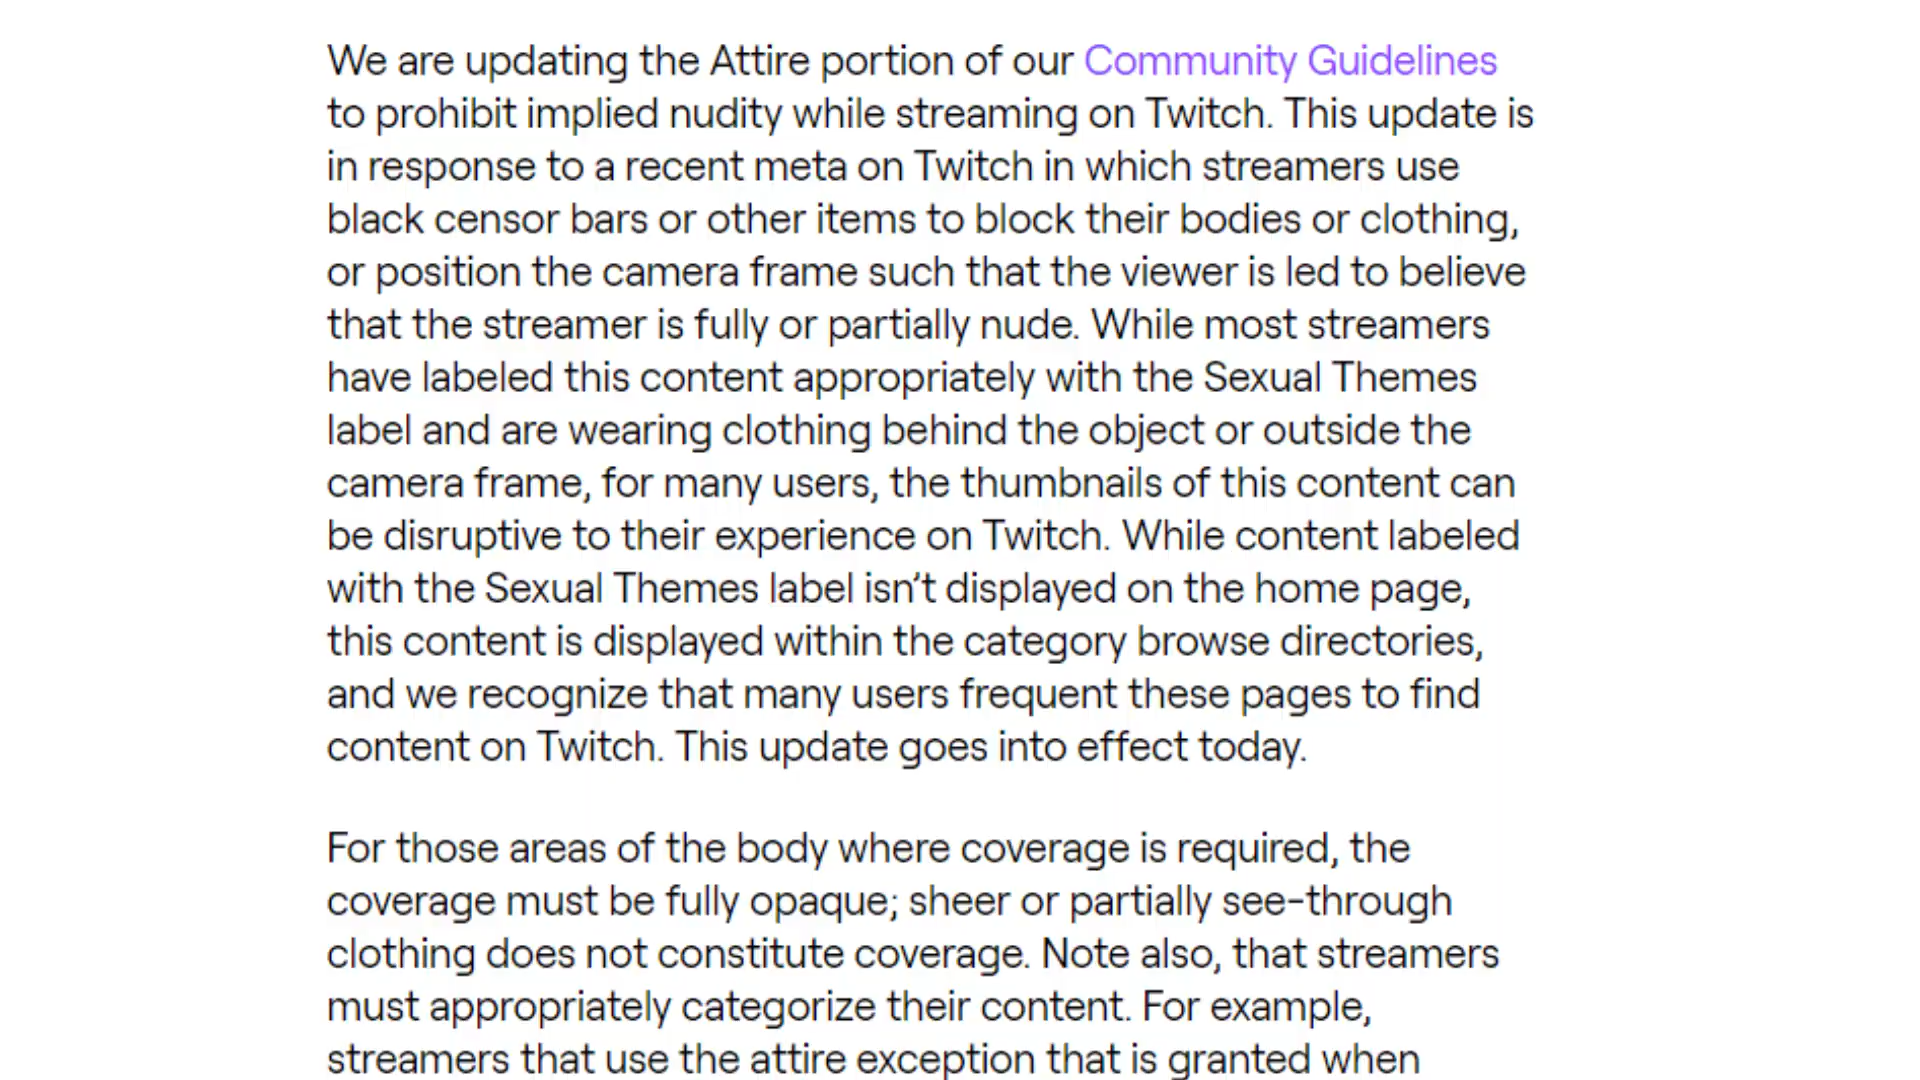 We are updating the Attire portion of our Community Guidelines
to prohibit implied nudity while streaming on Twitch. This update is
in response to a recent meta on Twitch in which streamers use
black censor bars or other items to block their bodies or clothing,
or position the camera frame such that the viewer is led to believe
that the streamer is fully or partially nude. While most streamers
have labeled this content appropriately with the Sexual Themes
label and are wearing clothing behind the object or outside the
camera frame, for many users, the thumbnails of this content can
be disruptive to their experience on Twitch. While content labeled
with the Sexual Themes label isn’t displayed on the home page,
this content is displayed within the category browse directories,
and we recognize that many users frequent these pages to find
content on Twitch. This update goes into effect today.
For those areas of the body where coverage is required, the
coverage must be fully opaque; sheer or partially see-through
clothing does not constitute coverage. Note also, that streamers
must appropriately categorize their content. For example,
streamers that use the attire exception that is granted when